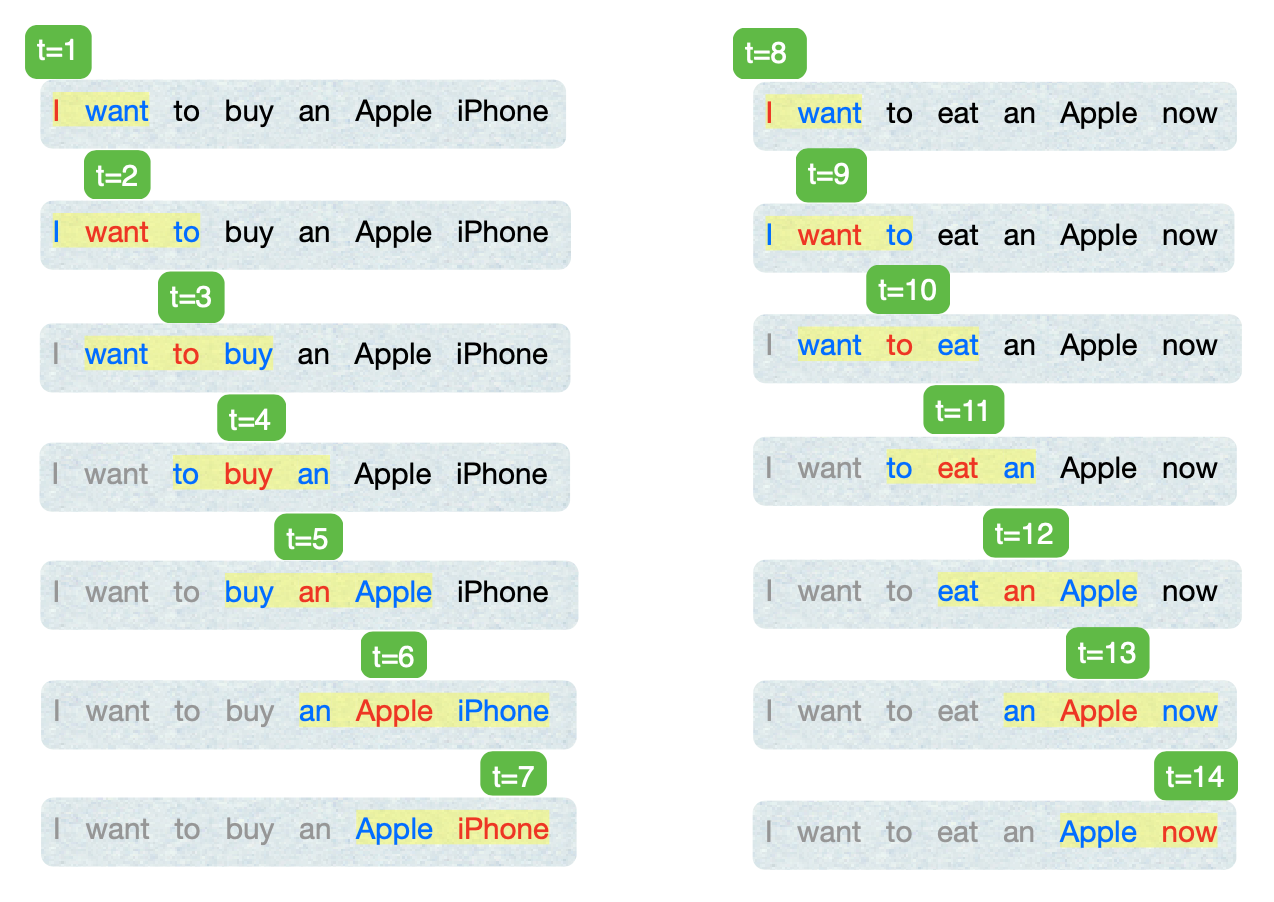 t=1
I want to buy an Apple iPhone
t=2
I want to buy an Apple iPhone
t=3
I want to buy an Apple iPhone
t=4
I want to buy an Apple iPhone
t=5
I want to buy an Apple iPhone
t=6
I want to buy an Apple iPhone
t=7
I want to buy an Apple iPhone
t=8
I want to eat an Apple now
t=9
I want to eat an Apple now
t=10
I want to eat an Apple now
t=11
I want to eat an Apple now
t=12
I want to eat an Apple now
t=13
I want to eat an Apple now
t=14
I want to eat an Apple now